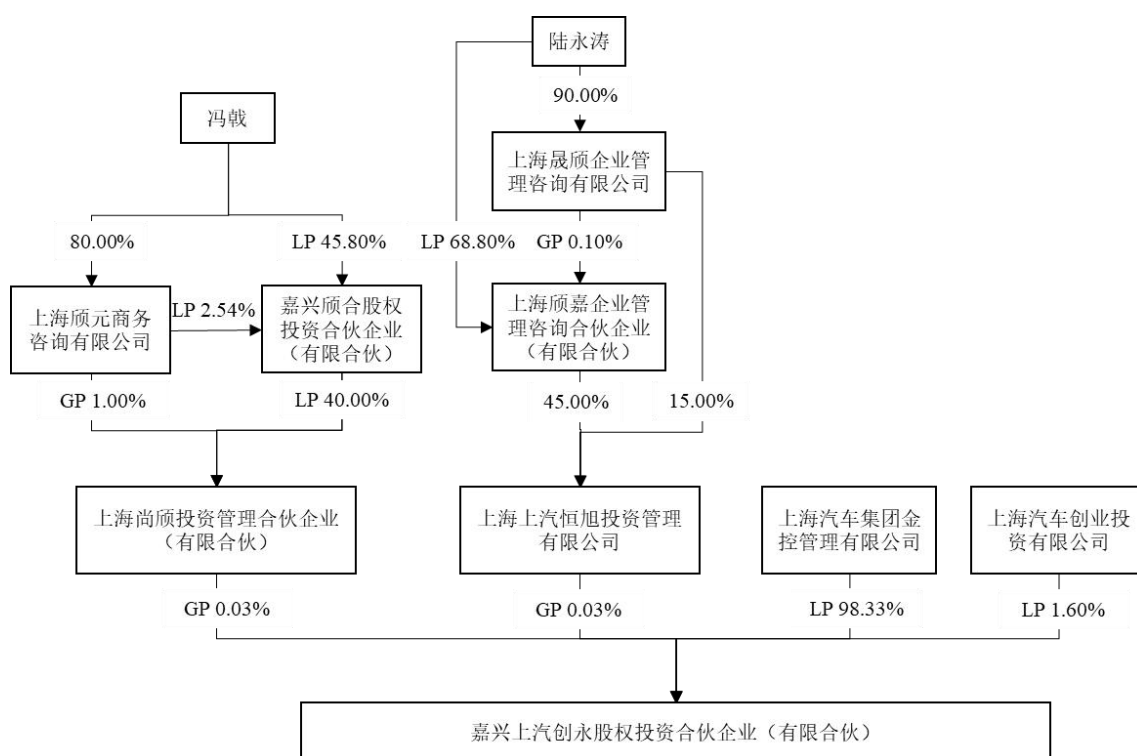 陆永涛
90.00%
冯戟
上海晟颀企业管
理咨询有限公司
80.00%
LP 45.80%
LP 68.80%
GP 0.10%
上海颀元商务
咨询有限公司
LP 2.54%
嘉兴颀合股权
投资合伙企业
（有限合伙）
上海颀嘉企业管
理咨询合伙企业
（有限合伙）
GP 1.00%
LP 40.00%
45.00%
15.00%
上海尚颀投资管理合伙企业
（有限合伙）
上海上汽恒旭投资管理
有限公司
上海汽车集团金
控管理有限公司
上海汽车创业投
资有限公司
GP 0.03%
GP 0.03%
LP 98.33%
LP 1.60%
嘉兴上汽创永股权投资合伙企业（有限合伙）